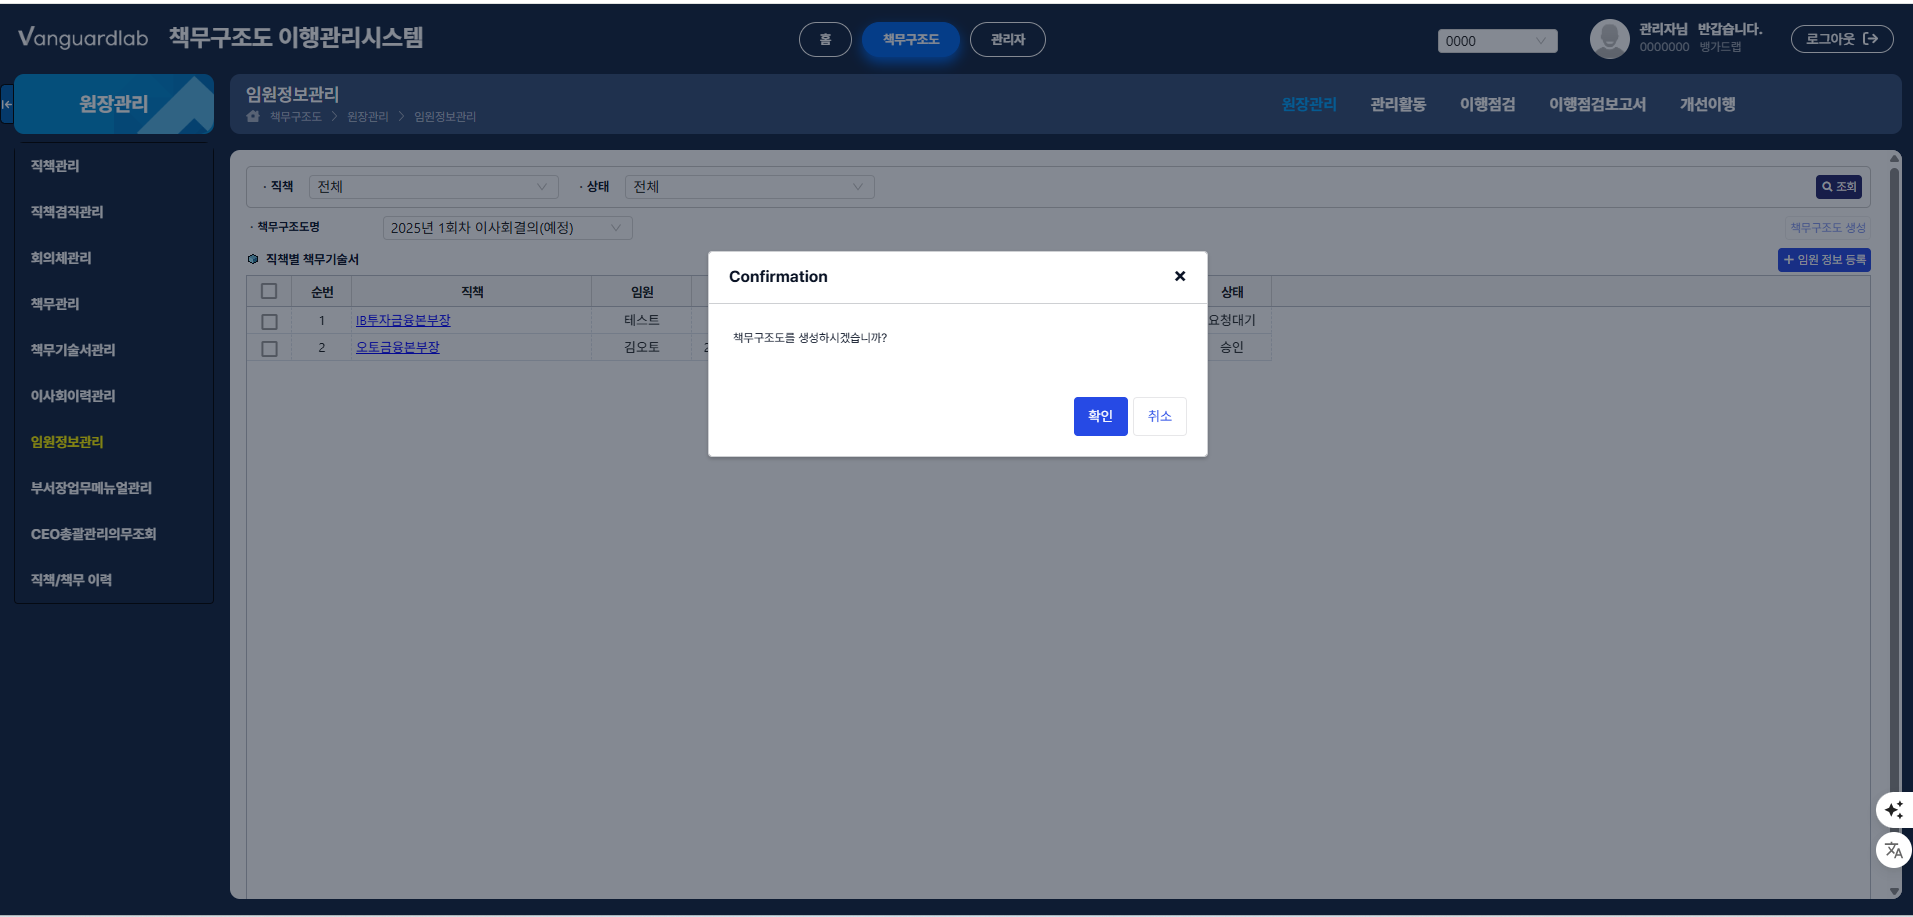 Vanguardlab 책무구조도 이행관리시스템
홈 책무구조도 관리자
0000
관리자님 반갑습니다.
0000000 뱅가드랩
로그아웃
원장관리
임원정보관리
책무구조도 > 원장관리 > 임원정보관리
원장관리 관리활동 이행점검 이행점검보고서 개선이행
직책관리
직책겸직관리
회의체관리
책무관리
책무기술서관리
이사회이력관리
임원정보관리
부서장업무메뉴얼관리
CEO총괄관리의무조회
직책/책무 이력
· 직책 전체 · 상태 전체 조회
· 책무구조도명 2025년 1회차 이사회결의(예정) 책무구조도 생성
직책별 책무기술서 + 임원 정보 등록
순번 직책 임원 상태
1 IB투자금융본부장 테스트 요청대기
2 오토금융본부장 김오토 2 승인
Confirmation
책무구조도를 생성하시겠습니까?
확인 취소